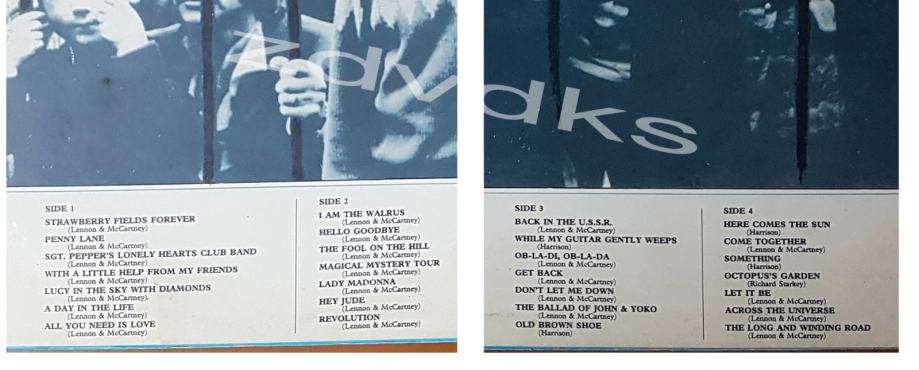 zdvdks
SIDE 1
STRAWBERRY FIELDS FOREVER
(Lennon & McCartney)
PENNY LANE
(Lennon & McCartney)
SGT. PEPPER'S LONELY HEARTS CLUB BAND
(Lennon & McCartney)
WITH A LITTLE HELP FROM MY FRIENDS
(Lennon & McCartney)
LUCY IN THE SKY WITH DIAMONDS
(Lennon & McCartney)
A DAY IN THE LIFE
(Lennon & McCartney)
ALL YOU NEED IS LOVE
(Lennon & McCartney)
SIDE 2
I AM THE WALRUS
(Lennon & McCartney)
HELLO GOODBYE
(Lennon & McCartney)
THE FOOL ON THE HILL
(Lennon & McCartney)
MAGICAL MYSTERY TOUR
(Lennon & McCartney)
LADY MADONNA
(Lennon & McCartney)
HEY JUDE
(Lennon & McCartney)
REVOLUTION
(Lennon & McCartney)
SIDE 3
BACK IN THE U.S.S.R.
(Lennon & McCartney)
WHILE MY GUITAR GENTLY WEEPS
(Harrison)
OB-LA-DI, OB-LA-DA
(Lennon & McCartney)
GET BACK
(Lennon & McCartney)
DON'T LET ME DOWN
(Lennon & McCartney)
THE BALLAD OF JOHN & YOKO
(Lennon & McCartney)
OLD BROWN SHOE
(Harrison)
SIDE 4
HERE COMES THE SUN
(Harrison)
COME TOGETHER
(Lennon & McCartney)
SOMETHING
(Harrison)
OCTOPUS'S GARDEN
(Richard Starkey)
LET IT BE
(Lennon & McCartney)
ACROSS THE UNIVERSE
(Lennon & McCartney)
THE LONG AND WINDING ROAD
(Lennon & McCartney)